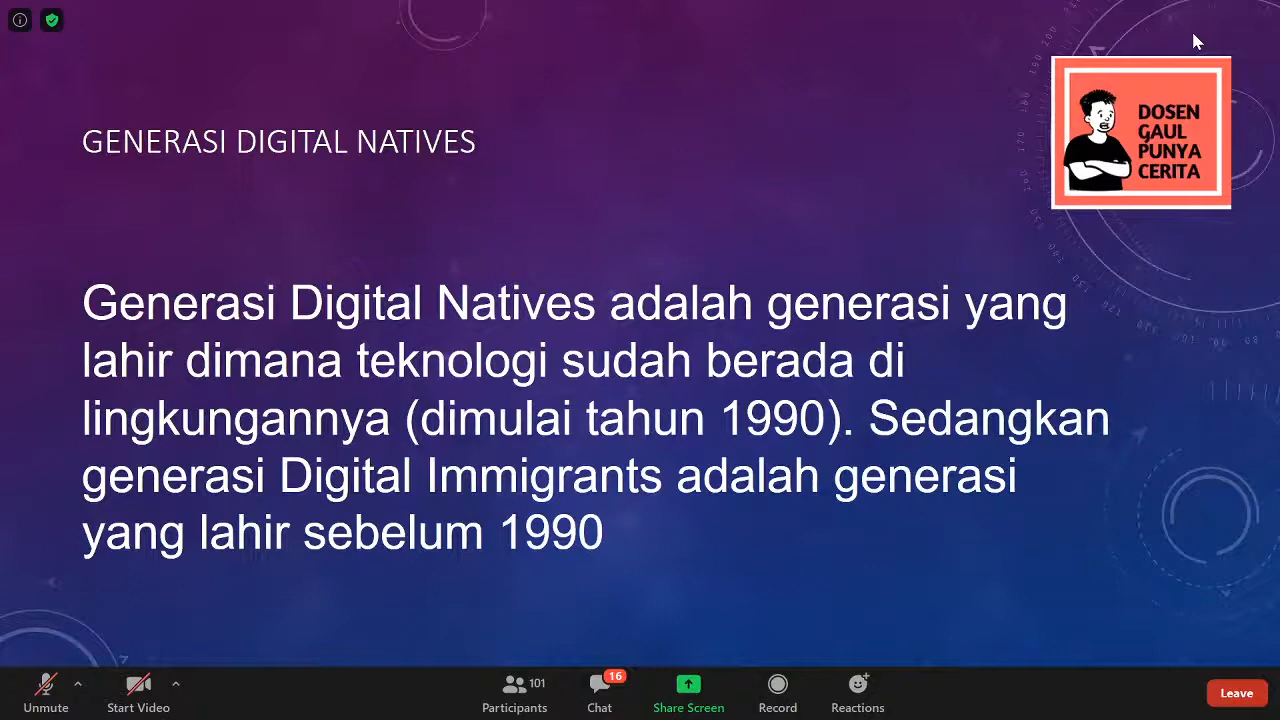 GENERASI DIGITAL NATIVES
DOSEN
GAUL
PUNYA
CERITA
Generasi Digital Natives adalah generasi yang
lahir dimana teknologi sudah berada di
lingkungannya (dimulai tahun 1990). Sedangkan
generasi Digital Immigrants adalah generasi
yang lahir sebelum 1990
Unmute
Start Video
Participants 101
Chat 16
Share Screen
Record
Reactions
Leave